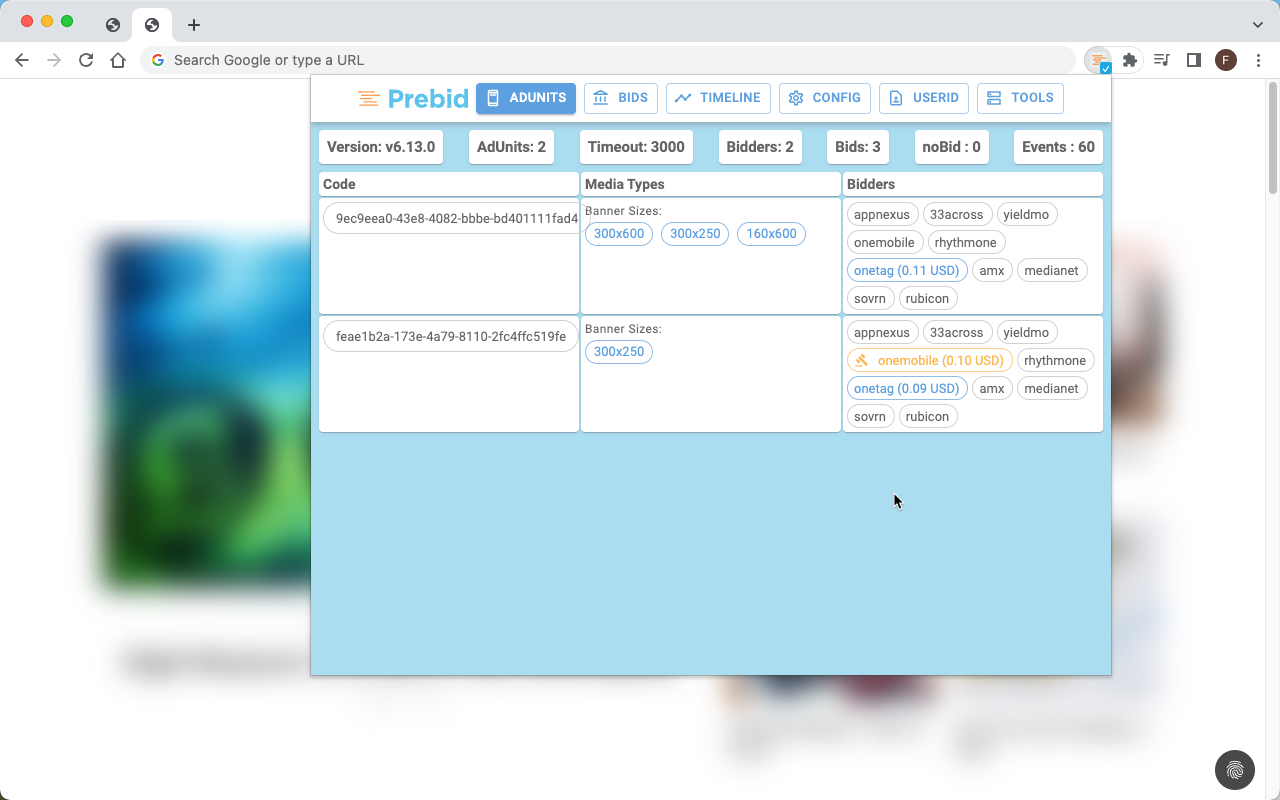 Search Google or type a URL
F
Prebid ADUNITS BIDS TIMELINE CONFIG USERID TOOLS
Version: v6.13.0 AdUnits: 2 Timeout: 3000 Bidders: 2 Bids: 3 noBid : 0 Events : 60
Code Media Types Bidders
9ec9eea0-43e8-4082-bbbe-bd401111fad4
Banner Sizes:
300x600 300x250 160x600
appnexus 33across yieldmo
onemobile rhythmone
onetag (0.11 USD) amx medianet
sovrn rubicon
feae1b2a-173e-4a79-8110-2fc4ffc519fe
Banner Sizes:
300x250
appnexus 33across yieldmo
onemobile (0.10 USD) rhythmone
onetag (0.09 USD) amx medianet
sovrn rubicon